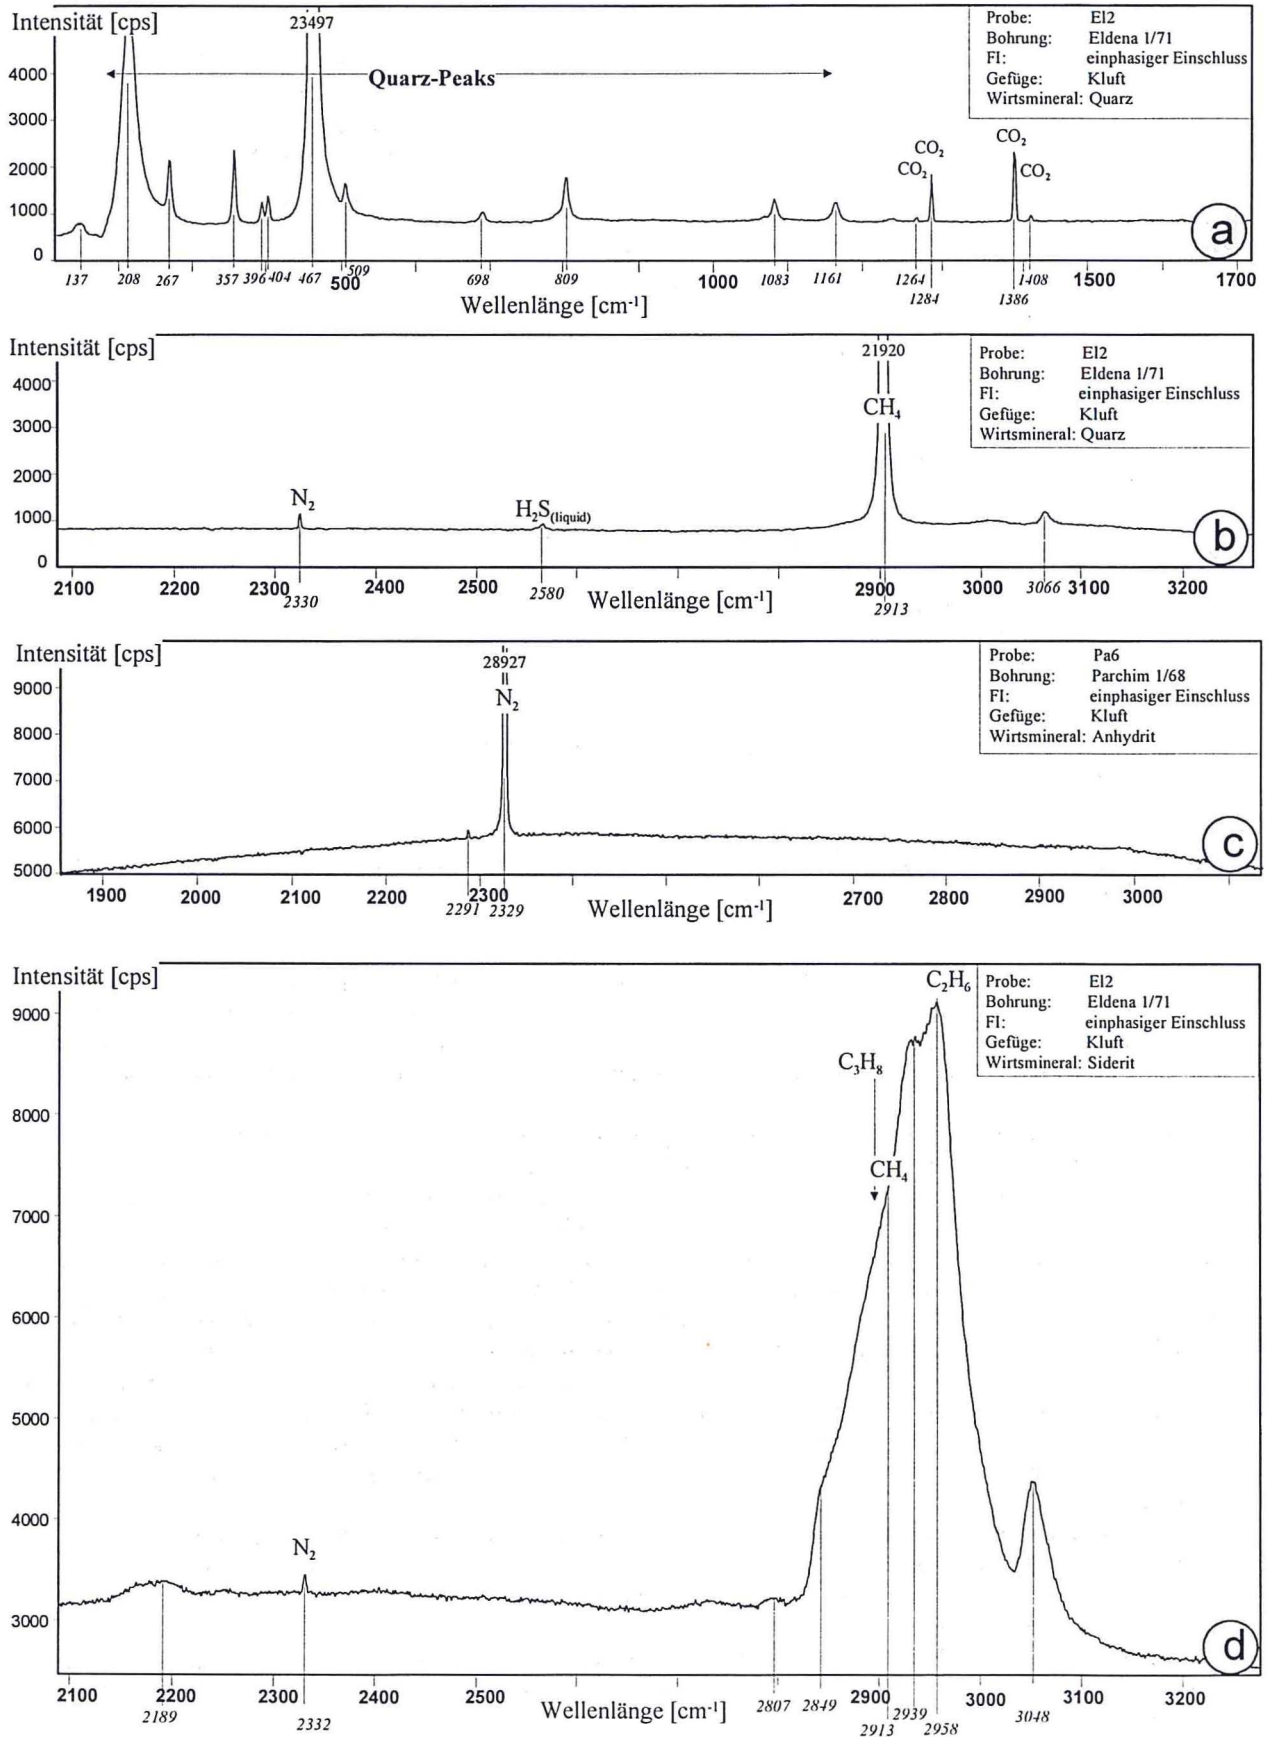 Intensität [cps]
23497
Probe: El2
Bohrung: Eldena 1/71
FI: einphasiger Einschluss
Gefüge: Kluft
Wirtsmineral: Quarz
4000
Quarz-Peaks
3000
2000
1000
0
CO₂
CO₂
CO₂
CO₂
a
137 208 267 357 396 404 467 509 698 809 1083 1161 1264 1284 1386 1408
500 1000 1500 1700
Wellenlänge [cm⁻¹]
Intensität [cps]
21920
Probe: El2
Bohrung: Eldena 1/71
FI: einphasiger Einschluss
Gefüge: Kluft
Wirtsmineral: Quarz
4000
3000
2000
1000
0
CH₄
N₂
H₂S(liquid)
b
2100 2200 2300 2400 2500 2900 3000 3100 3200
2330 2580 2913 3066
Wellenlänge [cm⁻¹]
Intensität [cps]
28927
N₂
Probe: Pa6
Bohrung: Parchim 1/68
FI: einphasiger Einschluss
Gefüge: Kluft
Wirtsmineral: Anhydrit
9000
8000
7000
6000
5000
c
1900 2000 2100 2200 2300 2700 2800 2900 3000
2291 2329
Wellenlänge [cm⁻¹]
Intensität [cps]
C₂H₆
Probe: El2
Bohrung: Eldena 1/71
FI: einphasiger Einschluss
Gefüge: Kluft
Wirtsmineral: Siderit
9000
8000
7000
6000
5000
4000
3000
C₃H₈
CH₄
N₂
d
2100 2200 2300 2400 2500 2900 3000 3100 3200
2189 2332 2807 2849 2913 2939 2958 3048
Wellenlänge [cm⁻¹]